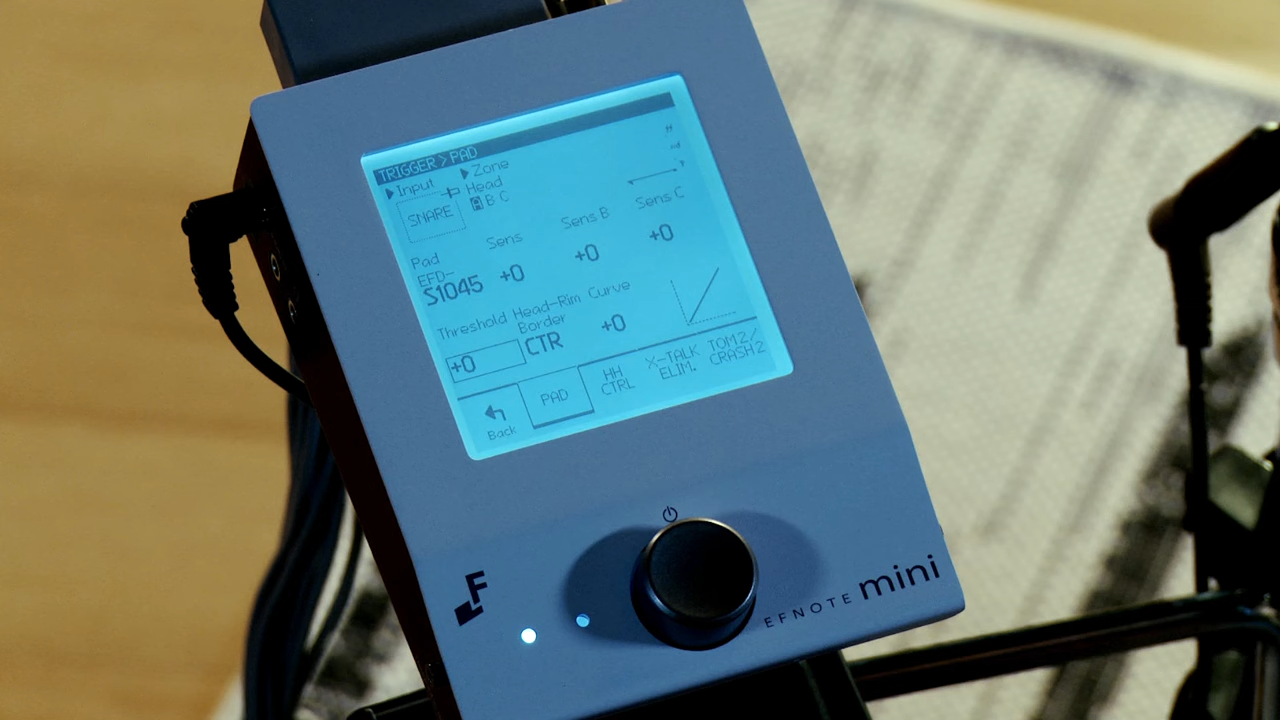 TRIGGER > PAD
Input
Zone
Head
SNARE
A B C
Pad
EFD-
S1045
Sens
+0
Sens B
+0
Sens C
+0
Threshold
+0
Head-Rim
Border
CTR
Curve
+0
Back
PAD
HH
CTRL
X-TALK
ELIM.
TOM2/
CRASH2
EF
EFNOTE mini